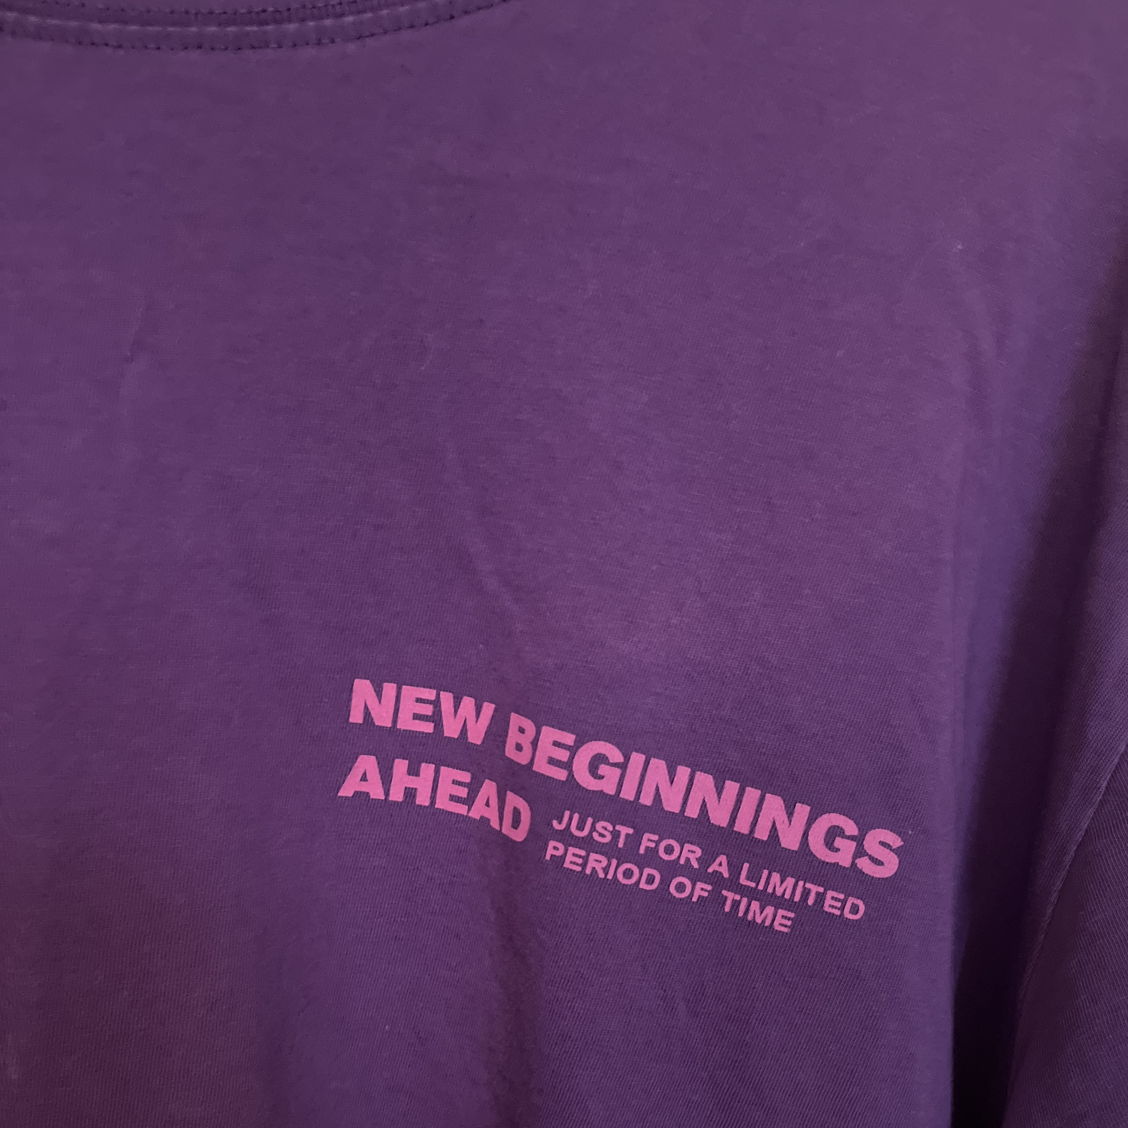 NEW BEGINNINGS
AHEAD
JUST FOR A LIMITED
PERIOD OF TIME